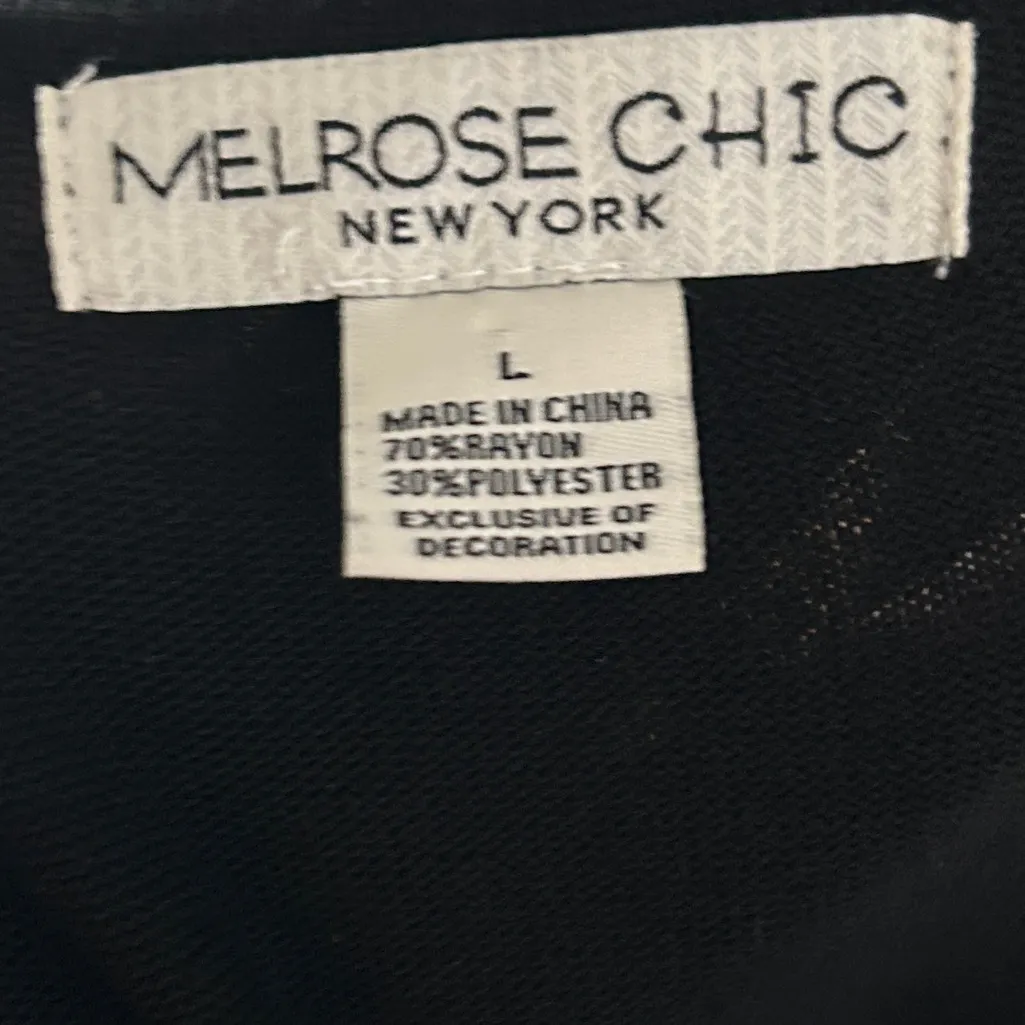 MELROSE CHIC
NEW YORK
L
MADE IN CHINA
70%RAYON
30%POLYESTER
EXCLUSIVE OF
DECORATION